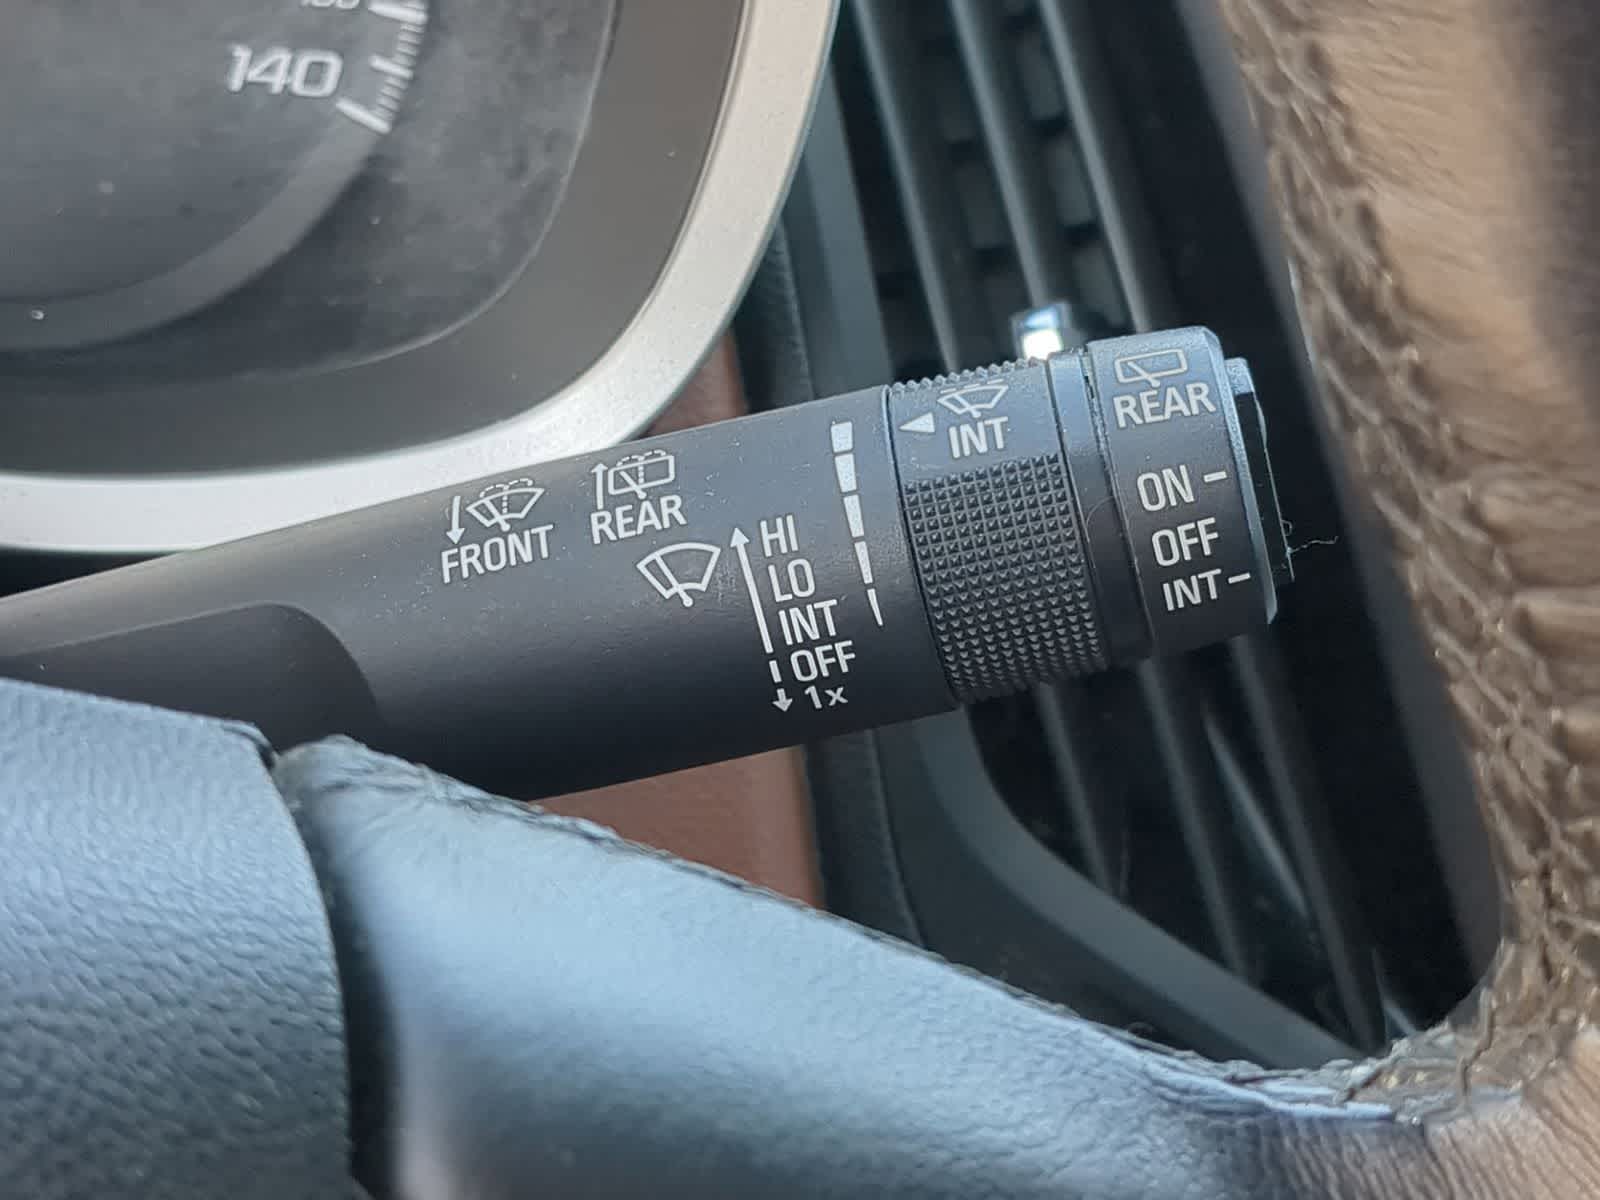 140
FRONT
REAR
HI
LO
INT
OFF
1x
INT
REAR
ON
OFF
INT